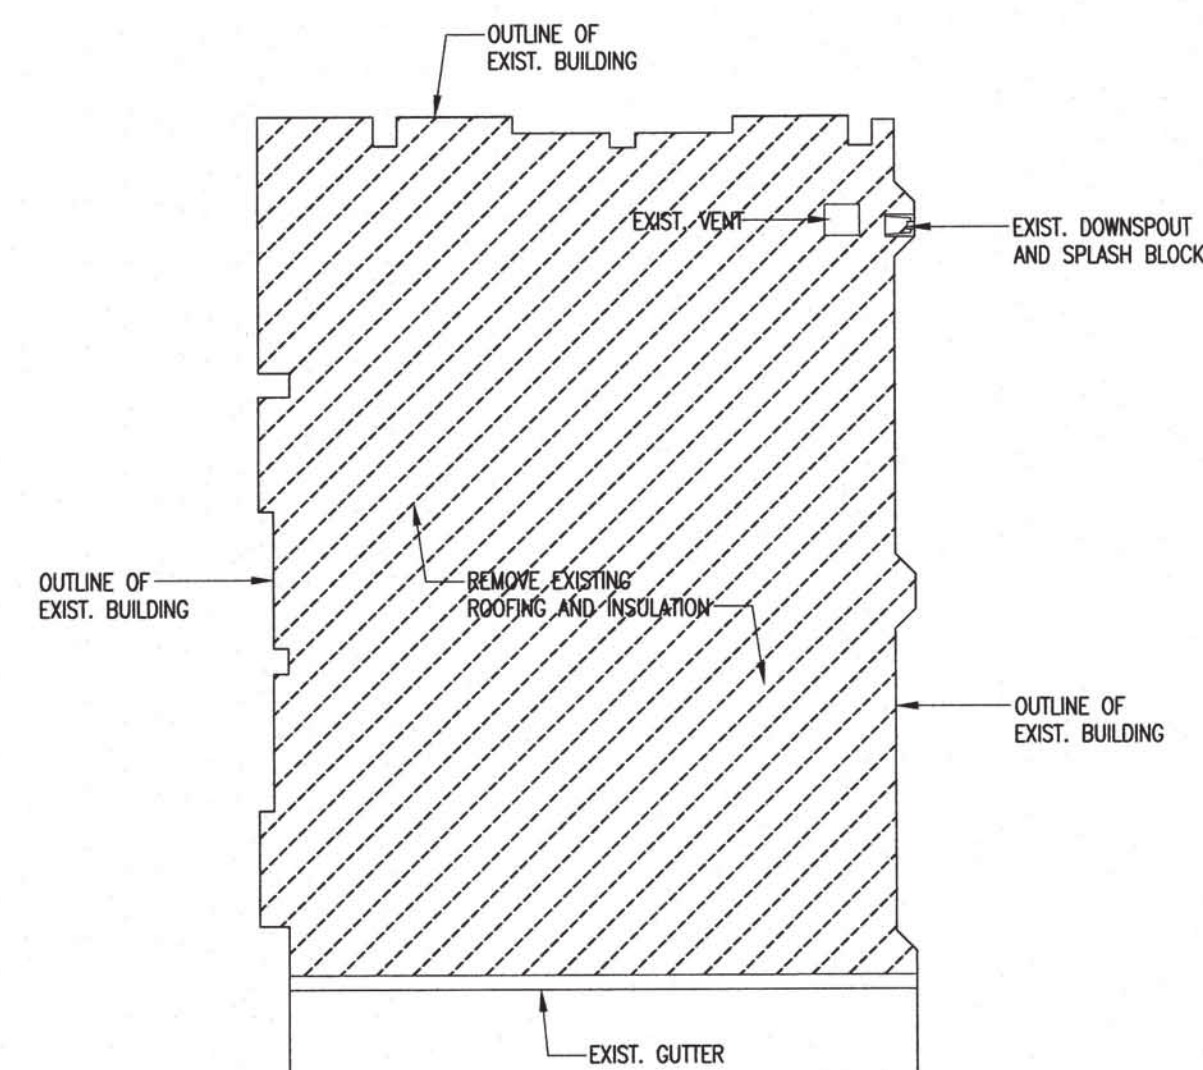 OUTLINE OF
EXIST. BUILDING
EXIST. VENT
EXIST. DOWNSPOUT
AND SPLASH BLOCK
OUTLINE OF
EXIST. BUILDING
REMOVE EXISTING
ROOFING AND INSULATION
OUTLINE OF
EXIST. BUILDING
EXIST. GUTTER